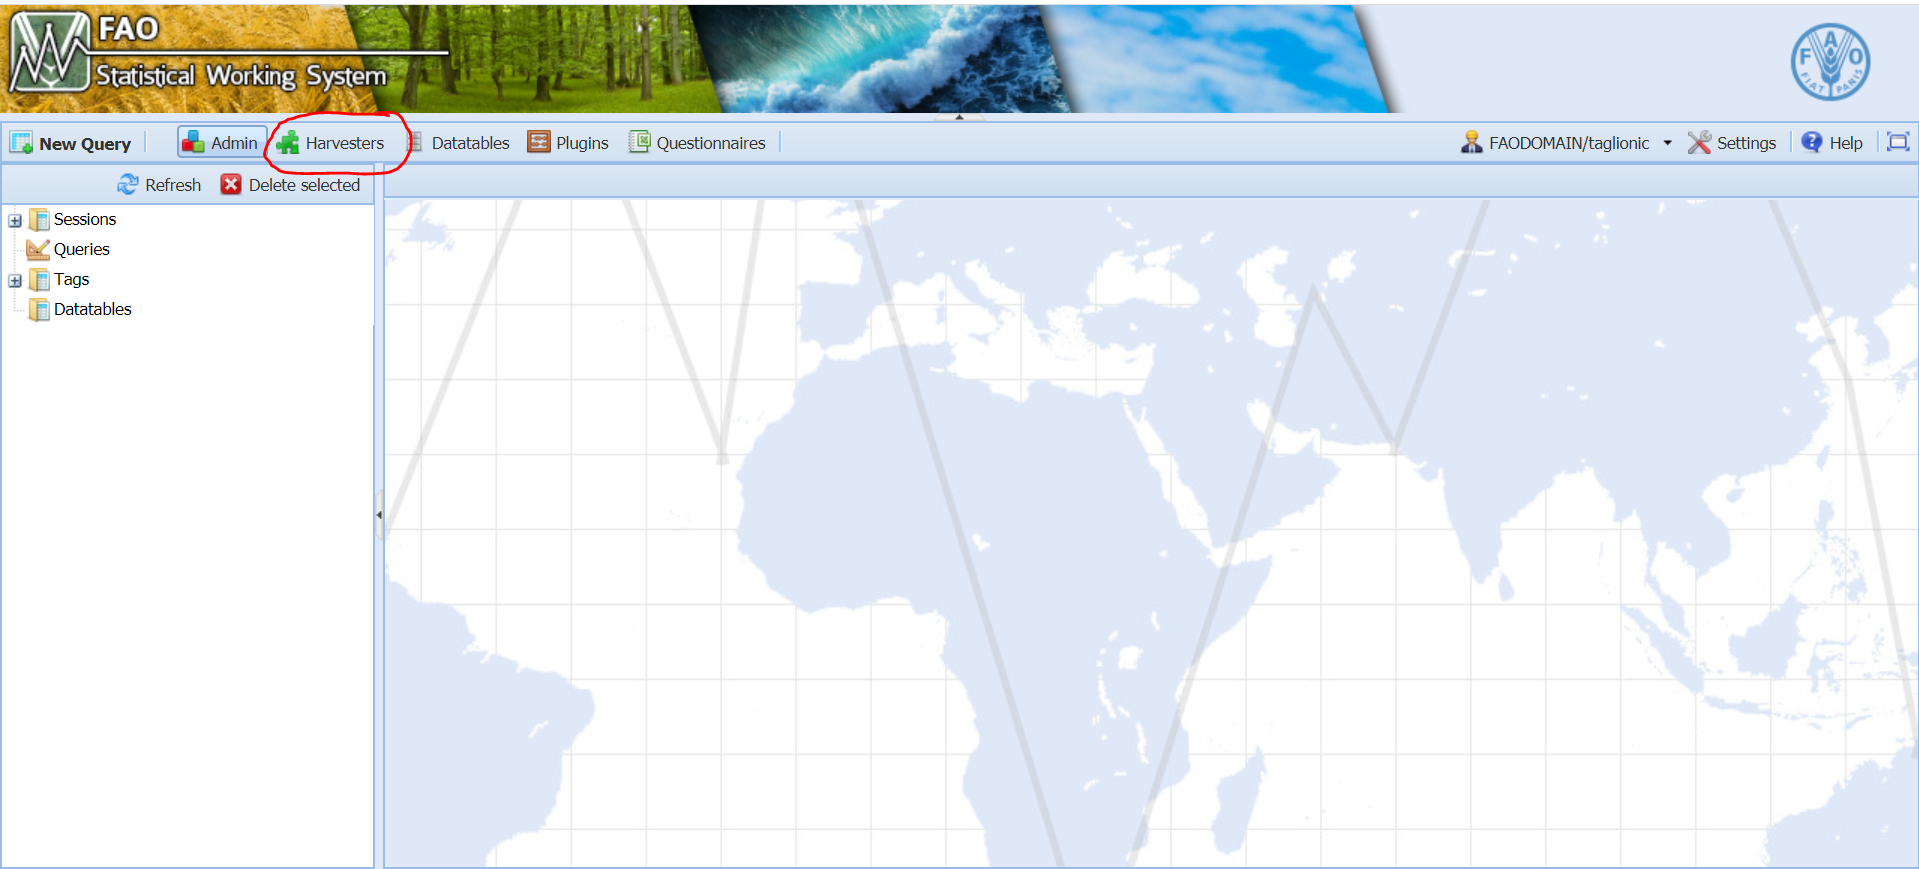 FAO
Statistical Working System
F A O
FIAT PANIS
New Query Admin Harvesters Datatables Plugins Questionnaires FAODOMAIN/taglionic Settings Help
Refresh Delete selected
Sessions
Queries
Tags
Datatables